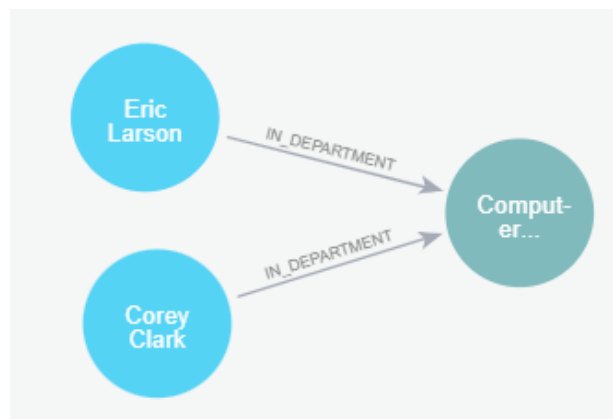 Eric
Larson
IN_DEPARTMENT
Comput-
er...
IN_DEPARTMENT
Corey
Clark